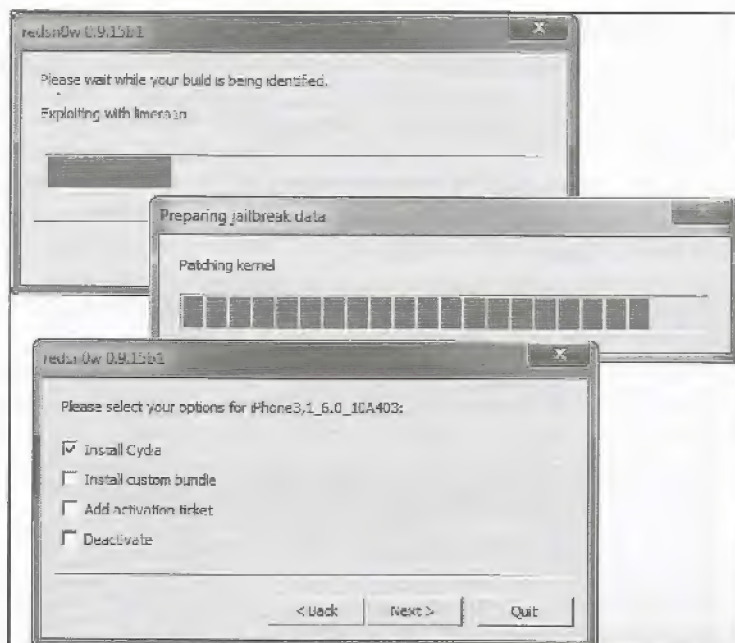 redsn0w 0.9.15b1
Please wait while your build is being identified.
Exploiting with limera1n
Preparing jailbreak data
Patching kernel
redsn0w 0.9.15b1
Please select your options for iPhone3,1_6.0_10A403:
Install Cydia
Install custom bundle
Add activation ticket
Deactivate
< Back Next > Quit